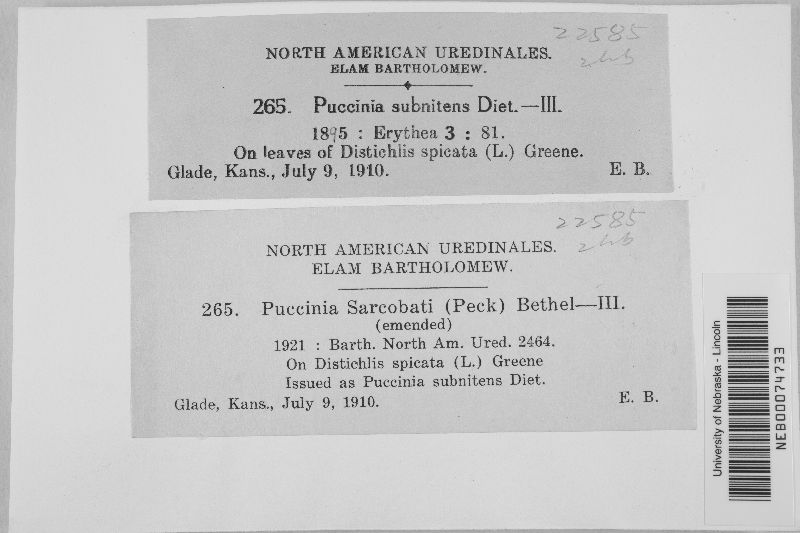 22585
NORTH AMERICAN UREDINALES.
ELAM BARTHOLOMEW.
265. Puccinia subnitens Diet.—III.
1895 : Erythea 3 : 81.
On leaves of Distichlis spicata (L.) Greene.
Glade, Kans., July 9, 1910. E. B.
22585
NORTH AMERICAN UREDINALES.
ELAM BARTHOLOMEW.
265. Puccinia Sarcobati (Peck) Bethel—III.
(emended)
1921 : Barth. North Am. Ured. 2464.
On Distichlis spicata (L.) Greene
Issued as Puccinia subnitens Diet.
Glade, Kans., July 9, 1910. E. B.
University of Nebraska - Lincoln
NEB00074733